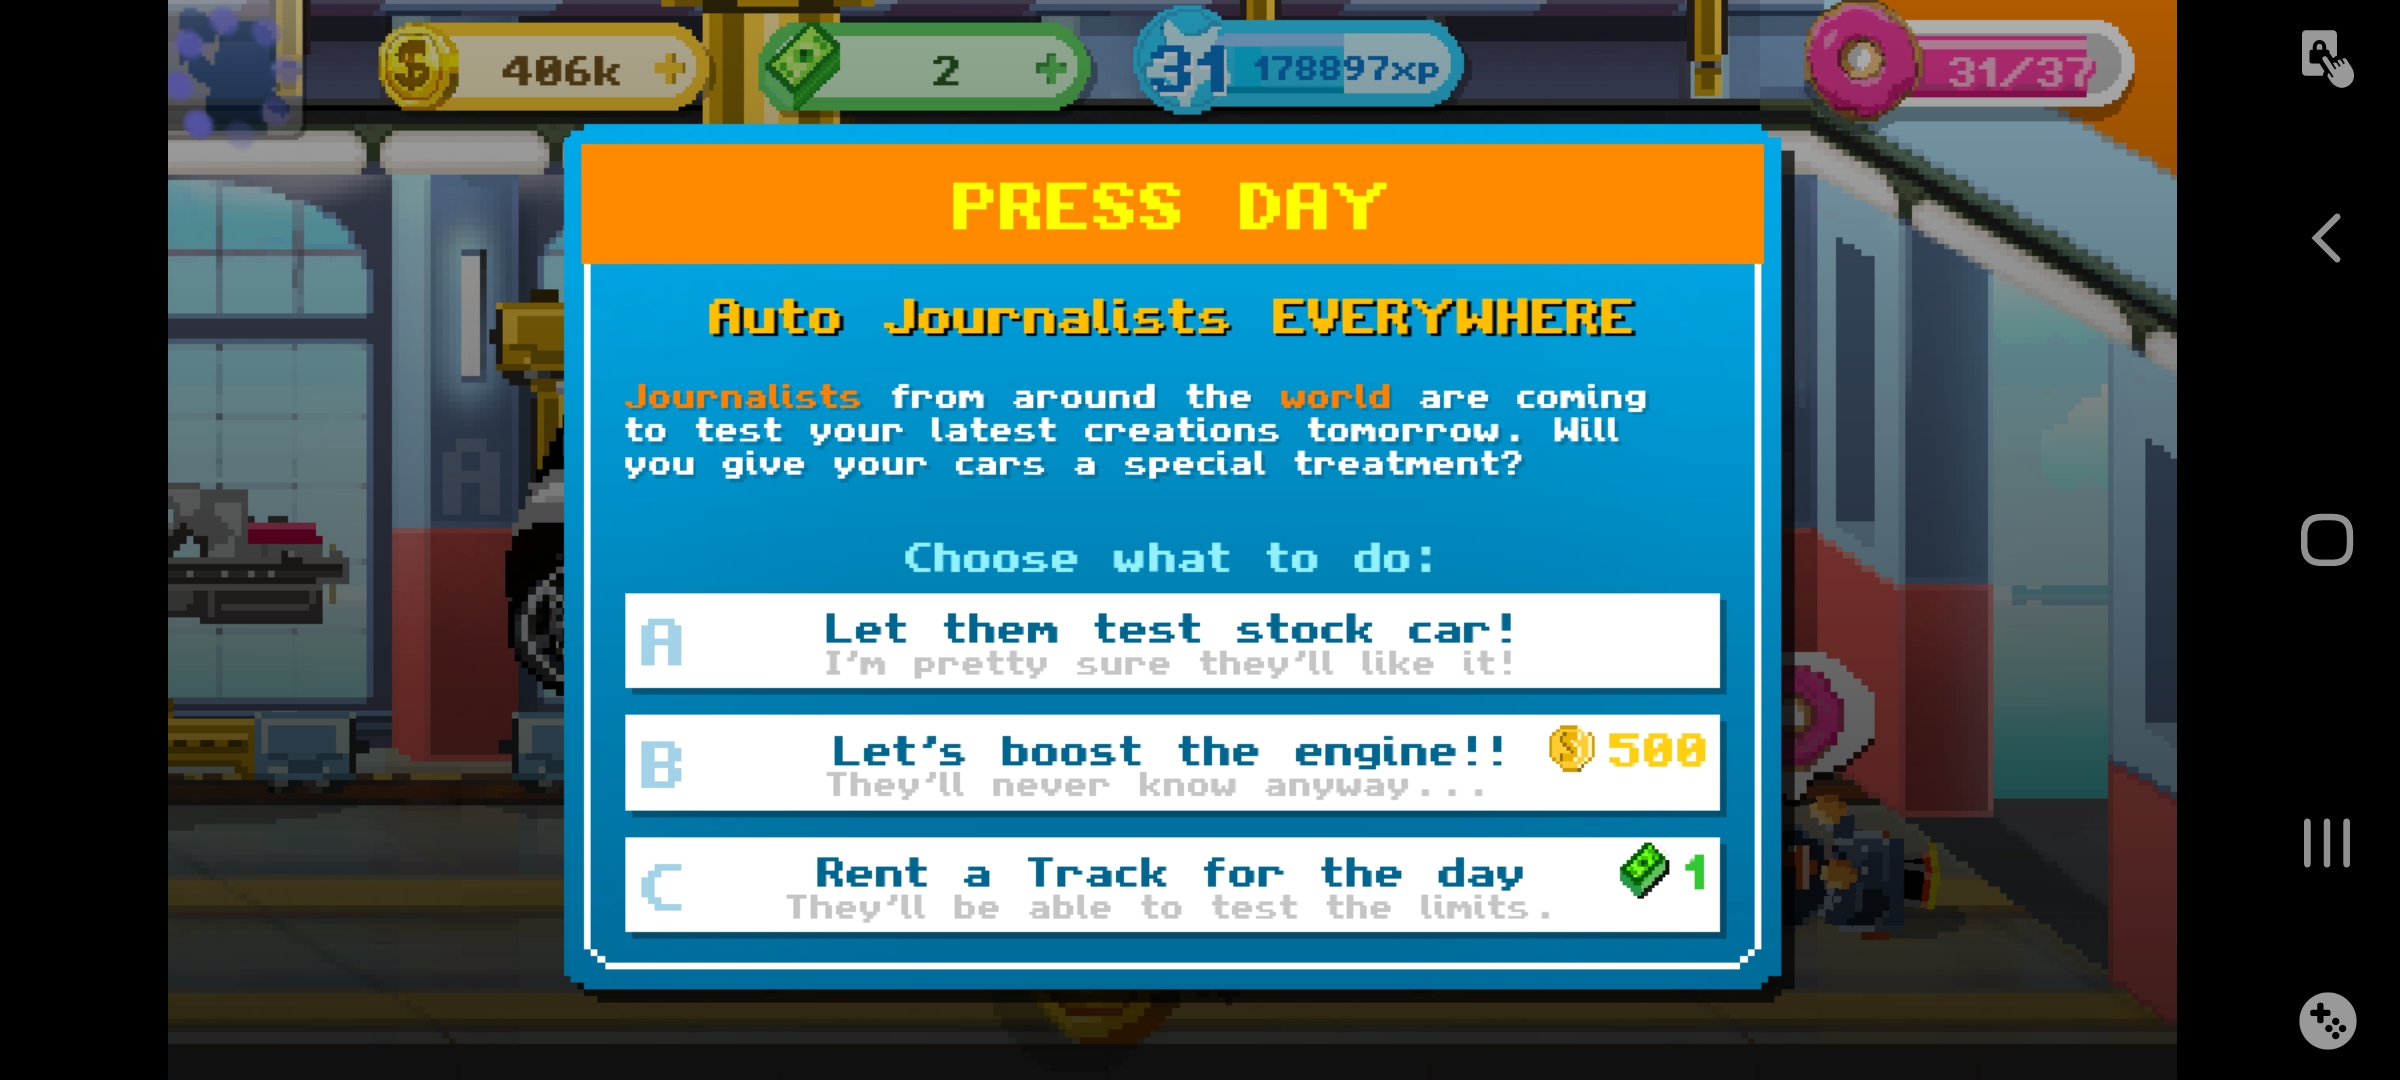 406k +
2 +
31 178897xp
31/37
PRESS DAY
Auto Journalists EVERYWHERE
Journalists from around the world are coming
to test your latest creations tomorrow. Will
you give your cars a special treatment?
Choose what to do:
A Let them test stock car!
I'm pretty sure they'll like it!
B Let's boost the engine!! 500
They'll never know anyway...
C Rent a Track for the day 1
They'll be able to test the limits.